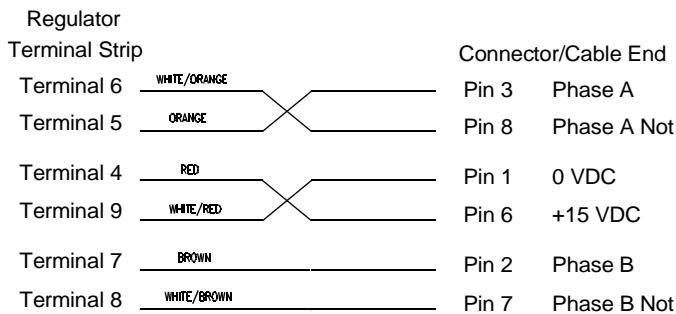 Regulator
Terminal Strip
Connector/Cable End
Terminal 6 WHITE/ORANGE Pin 3 Phase A
Terminal 5 ORANGE Pin 8 Phase A Not
Terminal 4 RED Pin 1 0 VDC
Terminal 9 WHITE/RED Pin 6 +15 VDC
Terminal 7 BROWN Pin 2 Phase B
Terminal 8 WHITE/BROWN Pin 7 Phase B Not